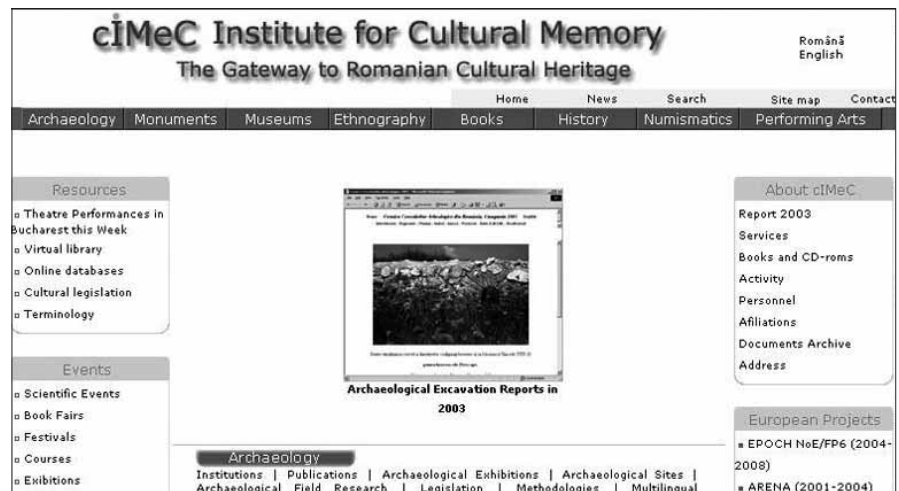 cIMeC Institute for Cultural Memory
The Gateway to Romanian Cultural Heritage
Română
English
Home News Search Site map Contact
Archaeology Monuments Museums Ethnography Books History Numismatics Performing Arts
Resources
Theatre Performances in
Bucharest this Week
Virtual library
Online databases
Cultural legislation
Terminology
Events
Scientific Events
Book Fairs
Festivals
Courses
Exibitions
Archaeological Excavation Reports in
2003
Archaeology
Institutions | Publications | Archaeological Exhibitions | Archaeological Sites |
Archaeological Field Research | Legislation | Methodologies | Multilingual
About cIMeC
Report 2003
Services
Books and CD-roms
Activity
Personnel
Afiliations
Documents Archive
Address
European Projects
EPOCH NoE/FP6 (2004-
2008)
ARENA (2001-2004)